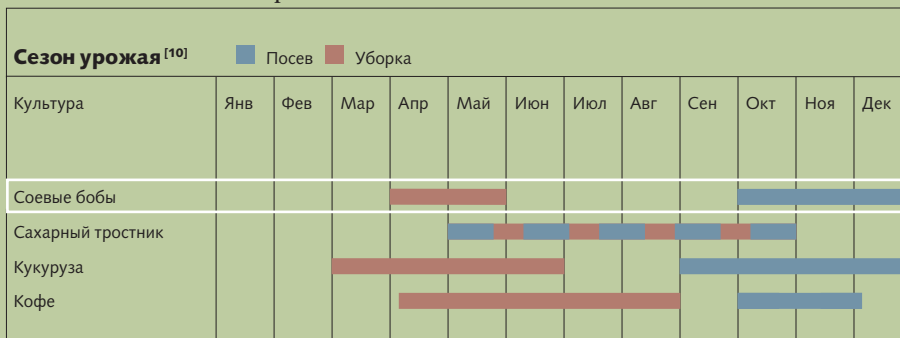 Сезон урожая [10] Посев Уборка
Культура Янв Фев Мар Апр Май Июн Июл Авг Сен Окт Ноя Дек
Соевые бобы
Сахарный тростник
Кукуруза
Кофе